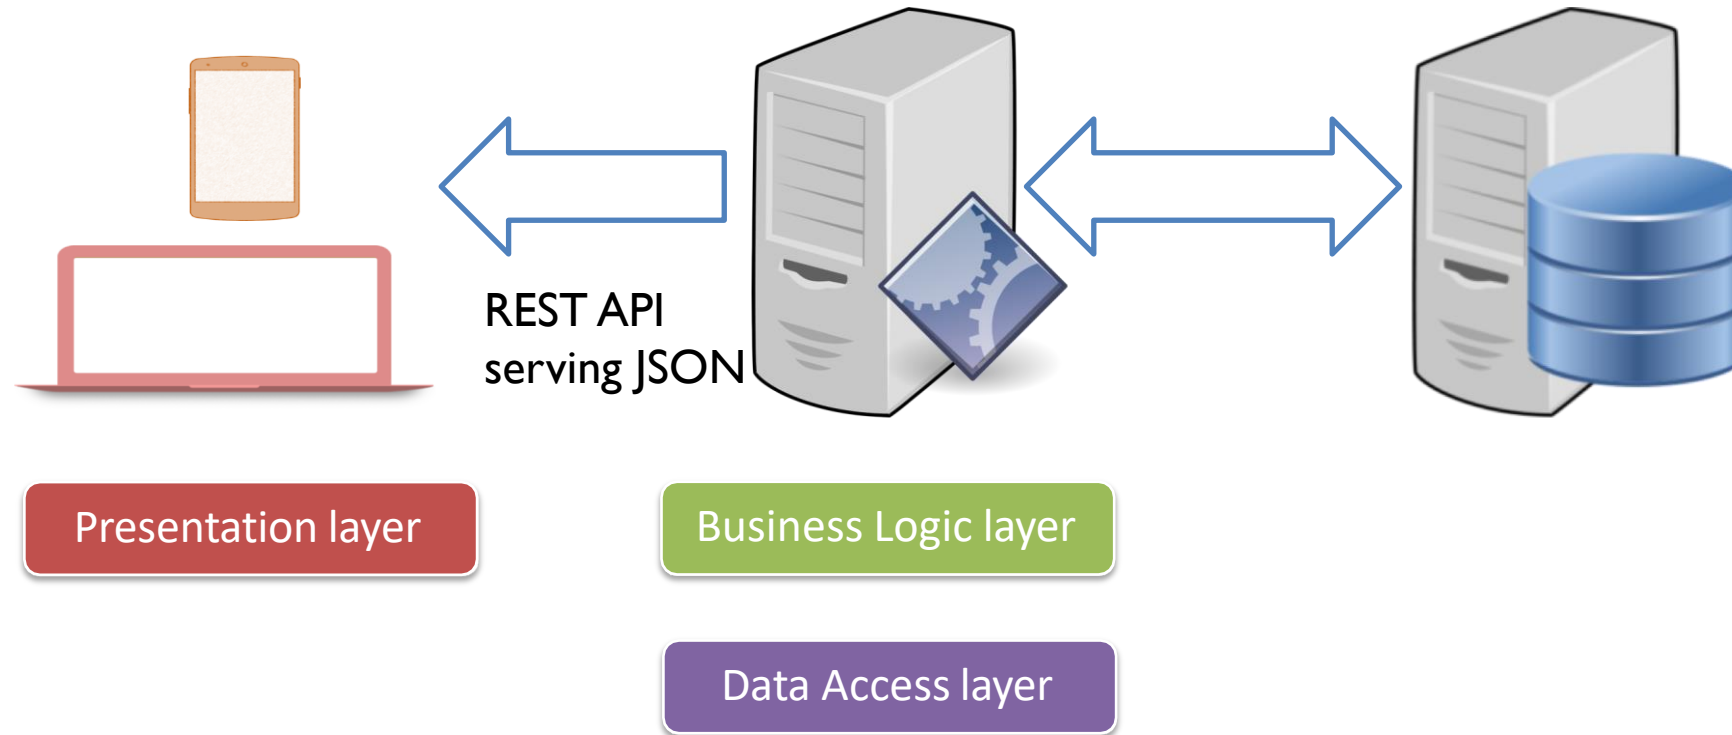 REST API
serving JSON
Presentation layer
Business Logic layer
Data Access layer